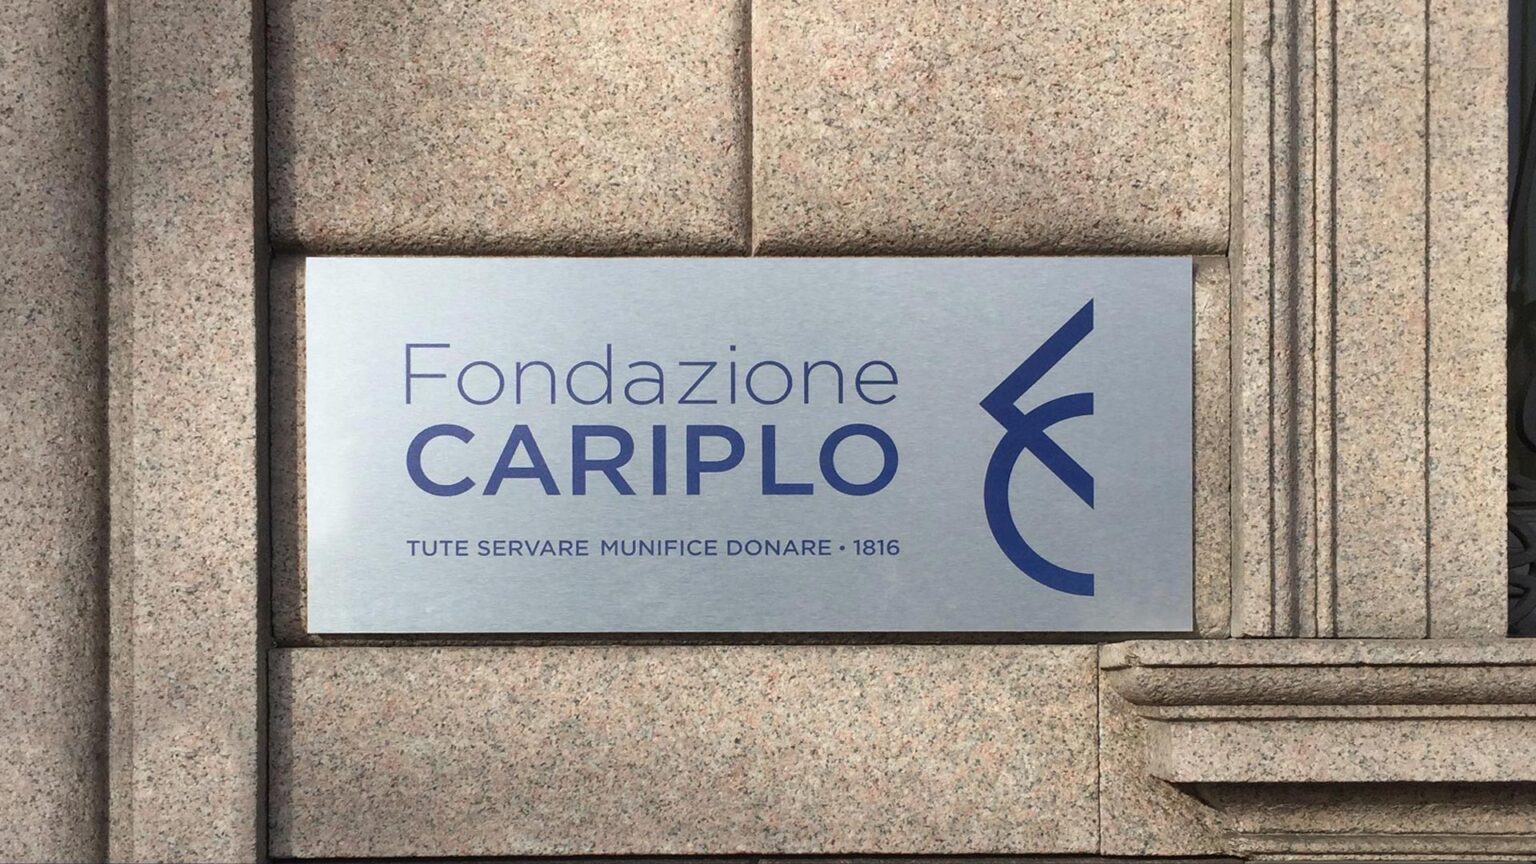 Fondazione
CARIPLO
TUTE SERVARE MUNIFICE DONARE • 1816